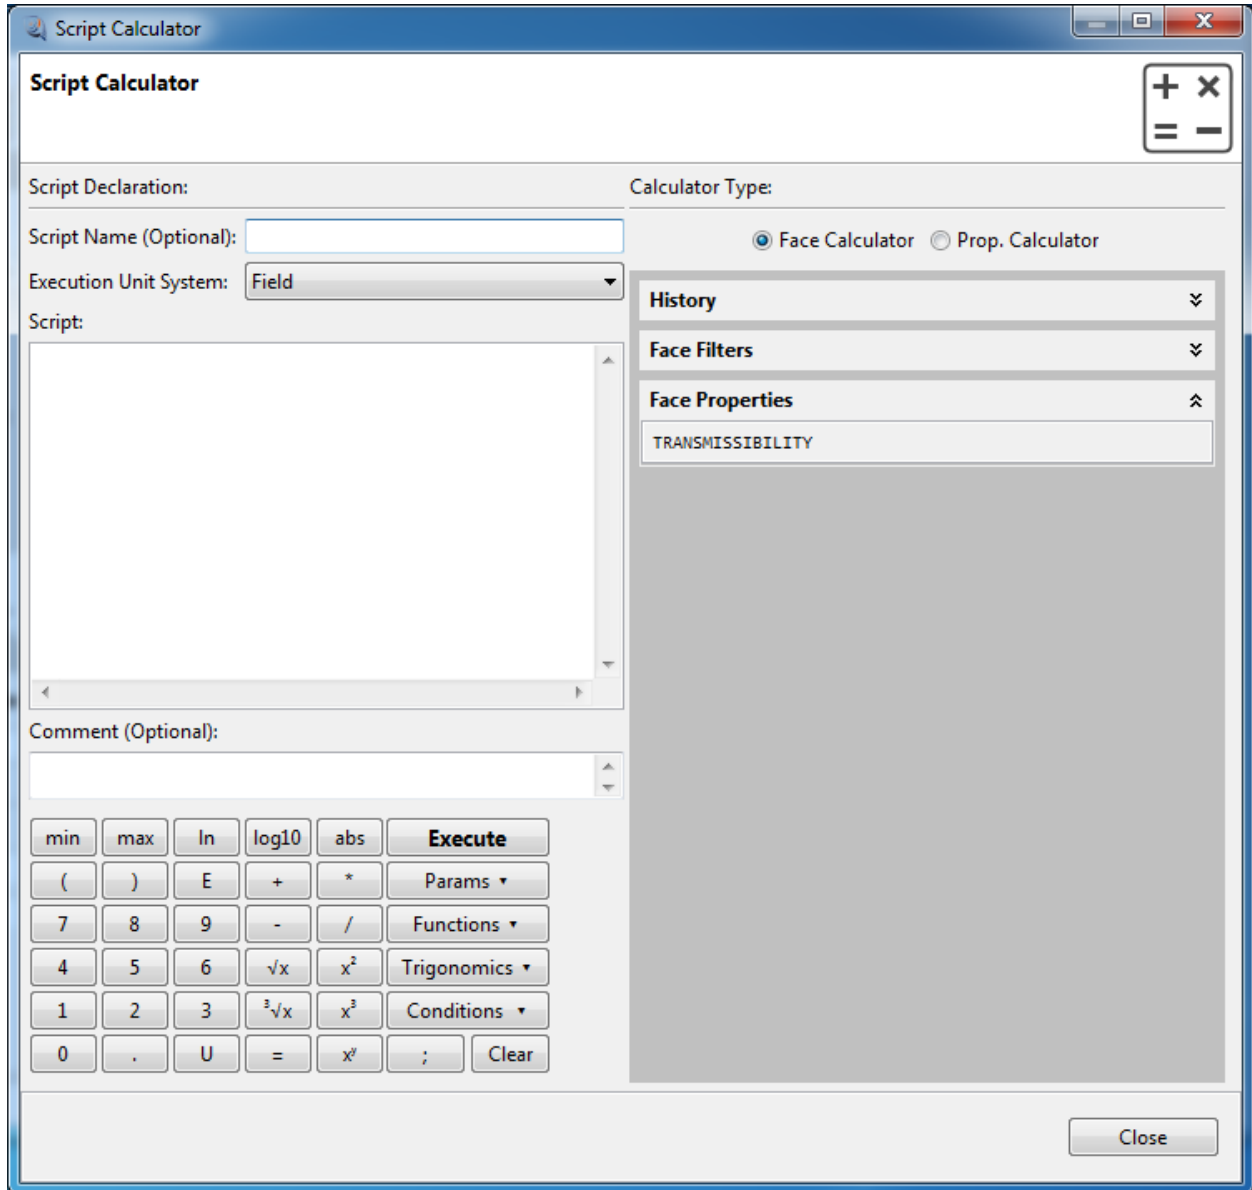 Script Calculator
Script Calculator
+ ×
= −
Script Declaration:
Calculator Type:
Script Name (Optional):
Face Calculator Prop. Calculator
Execution Unit System: Field
Script:
History
Face Filters
Face Properties
TRANSMISSIBILITY
Comment (Optional):
min max ln log10 abs Execute
( ) E + * Params
7 8 9 - / Functions
4 5 6 √x x² Trigonomics
1 2 3 ³√x x³ Conditions
0 . U = xʸ ; Clear
Close